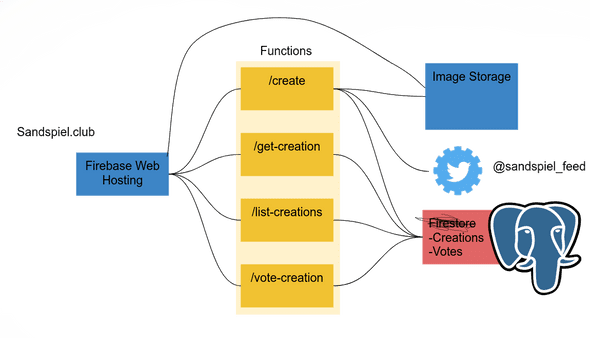 Functions
/create
Image Storage
Sandspiel.club
/get-creation
Firebase Web
Hosting
@sandspiel_feed
/list-creations
Firestore
-Creations
-Votes
/vote-creation